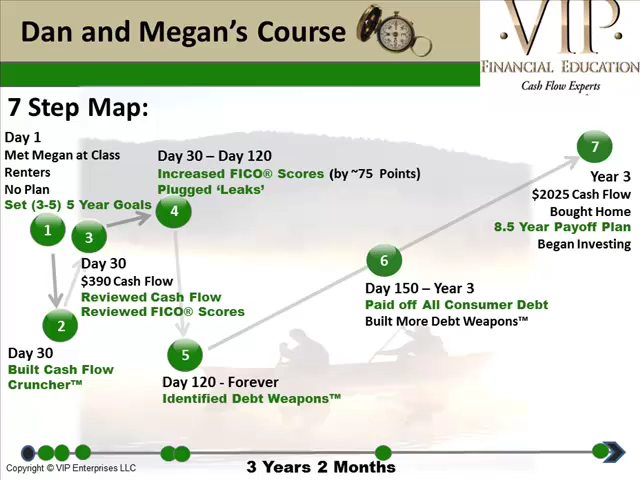 Dan and Megan's Course
VIP
FINANCIAL EDUCATION
Cash Flow Experts
7 Step Map:
Day 1
Met Megan at Class
Renters
No Plan
Set (3-5) 5 Year Goals
1
2
Day 30
Built Cash Flow
Cruncher™
3
Day 30
$390 Cash Flow
Reviewed Cash Flow
Reviewed FICO® Scores
Day 30 – Day 120
Increased FICO® Scores (by ~75 Points)
Plugged 'Leaks'
4
5
Day 120 - Forever
Identified Debt Weapons™
6
Day 150 – Year 3
Paid off All Consumer Debt
Built More Debt Weapons™
7
Year 3
$2025 Cash Flow
Bought Home
8.5 Year Payoff Plan
Began Investing
Copyright © VIP Enterprises LLC
3 Years 2 Months